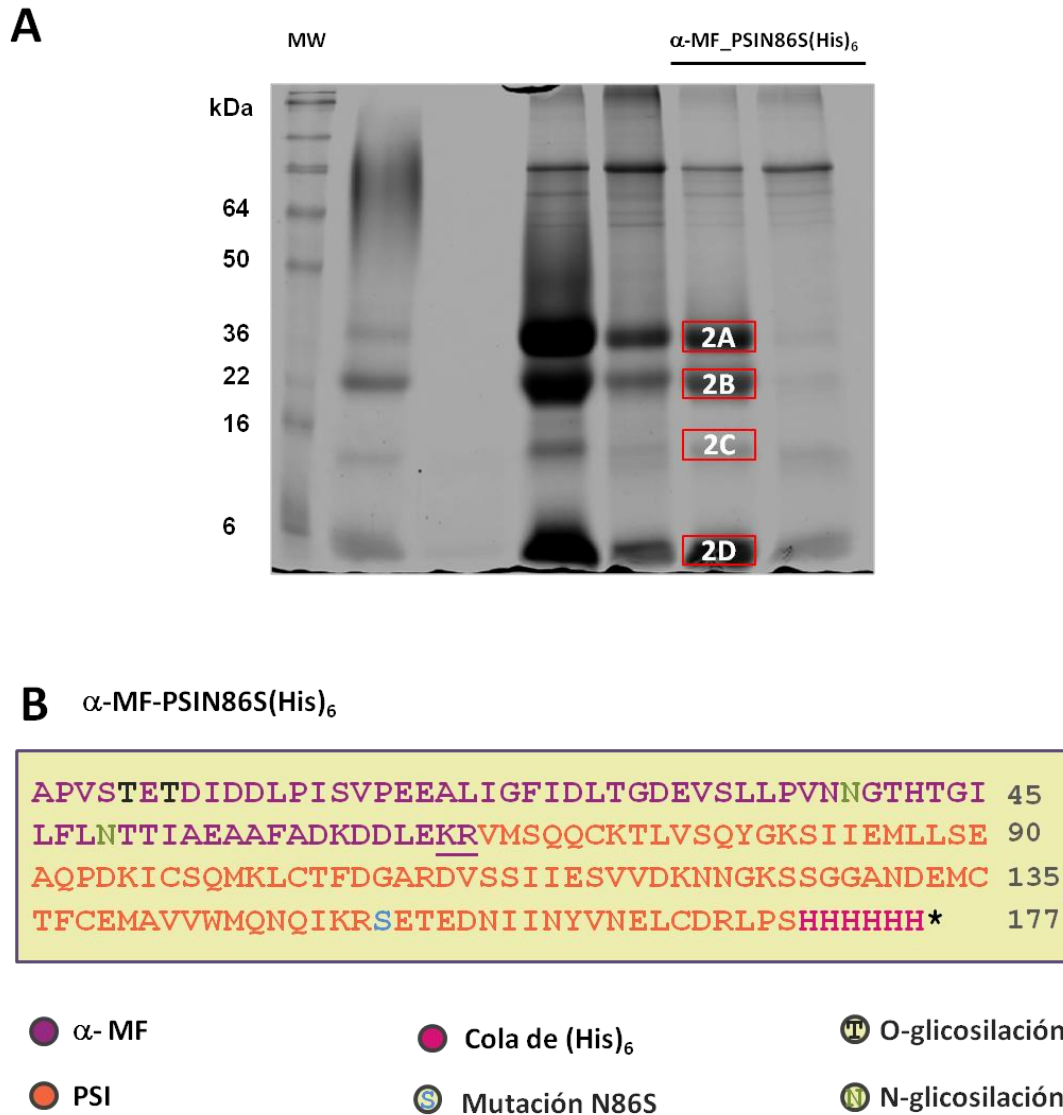 A
MW
α-MF_PSIN86S(His)6
kDa
64
50
36
22
16
6
2A
2B
2C
2D
B α-MF-PSIN86S(His)6
APVSTETDIDDLPISVPEEALIGFIDLTGDEVSLLPVNNGTHTGI 45
LFLNTTIAEAAFADKDDLEKRVMSQQCKTLVSQYGKSIIEMLLSE 90
AQPDKICSQMKLCTFDGARDVSSIIESVVDKNNGKSSGGANDEMC 135
TFCEMAVVWMQNQIKRSETEDNIINYVNELCDRLPSHHHHHH* 177
α- MF
Cola de (His)6
T O-glicosilación
PSI
S Mutación N86S
N N-glicosilación